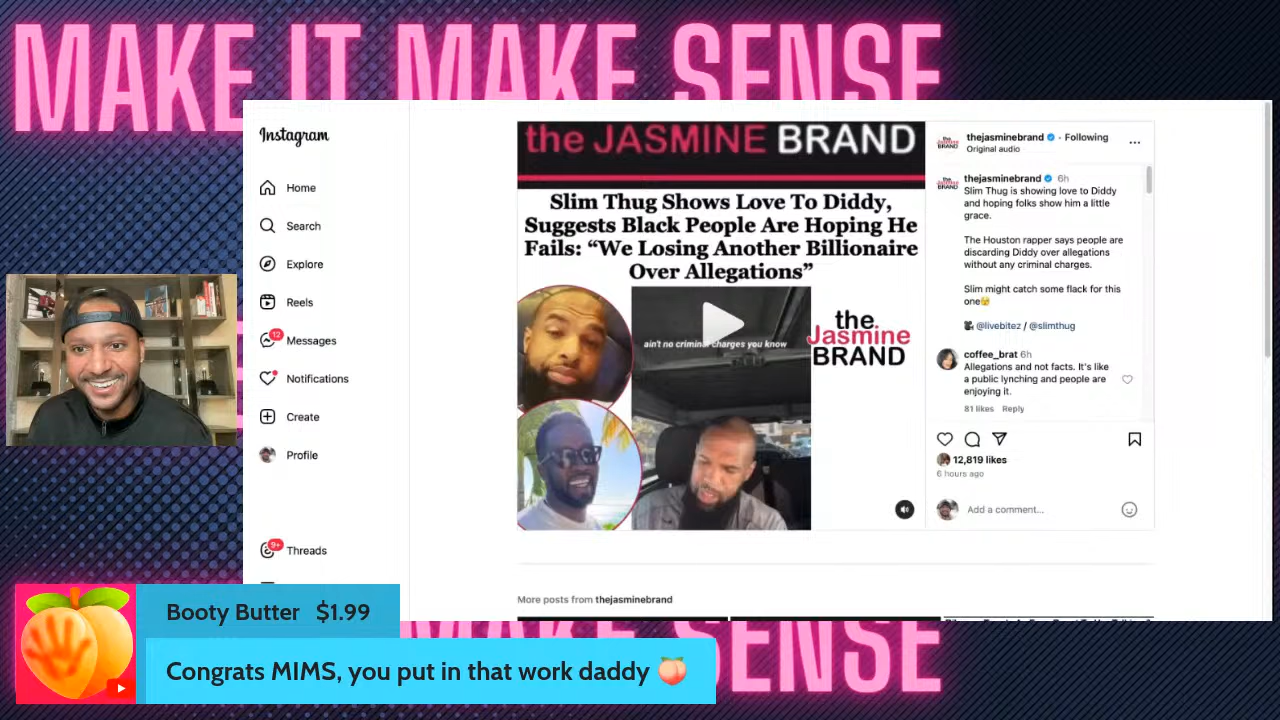 MAKE IT MAKE SENSE
Instagram
Home
Search
Explore
Reels
12
Messages
Notifications
Create
Profile
9+
Threads
the JASMINE BRAND
Slim Thug Shows Love To Diddy,
Suggests Black People Are Hoping He
Fails: “We Losing Another Billionaire
Over Allegations”
ain't no criminal charges you know
the
Jasmine
BRAND
the
Jasmine
BRAND
thejasminebrand · Following
Original audio
the
Jasmine
BRAND
thejasminebrand 6h
Slim Thug is showing love to Diddy
and hoping folks show him a little
grace.
The Houston rapper says people are
discarding Diddy over allegations
without any criminal charges.
Slim might catch some flack for this
one😥
📽 @livebitez / @slimthug
coffee_brat 6h
Allegations and not facts. It's like
a public lynching and people are
enjoying it.
81 likes Reply
12,819 likes
6 hours ago
Add a comment...
More posts from thejasminebrand
Booty Butter $1.99
Congrats MIMS, you put in that work daddy 🍑
MAKE SENSE